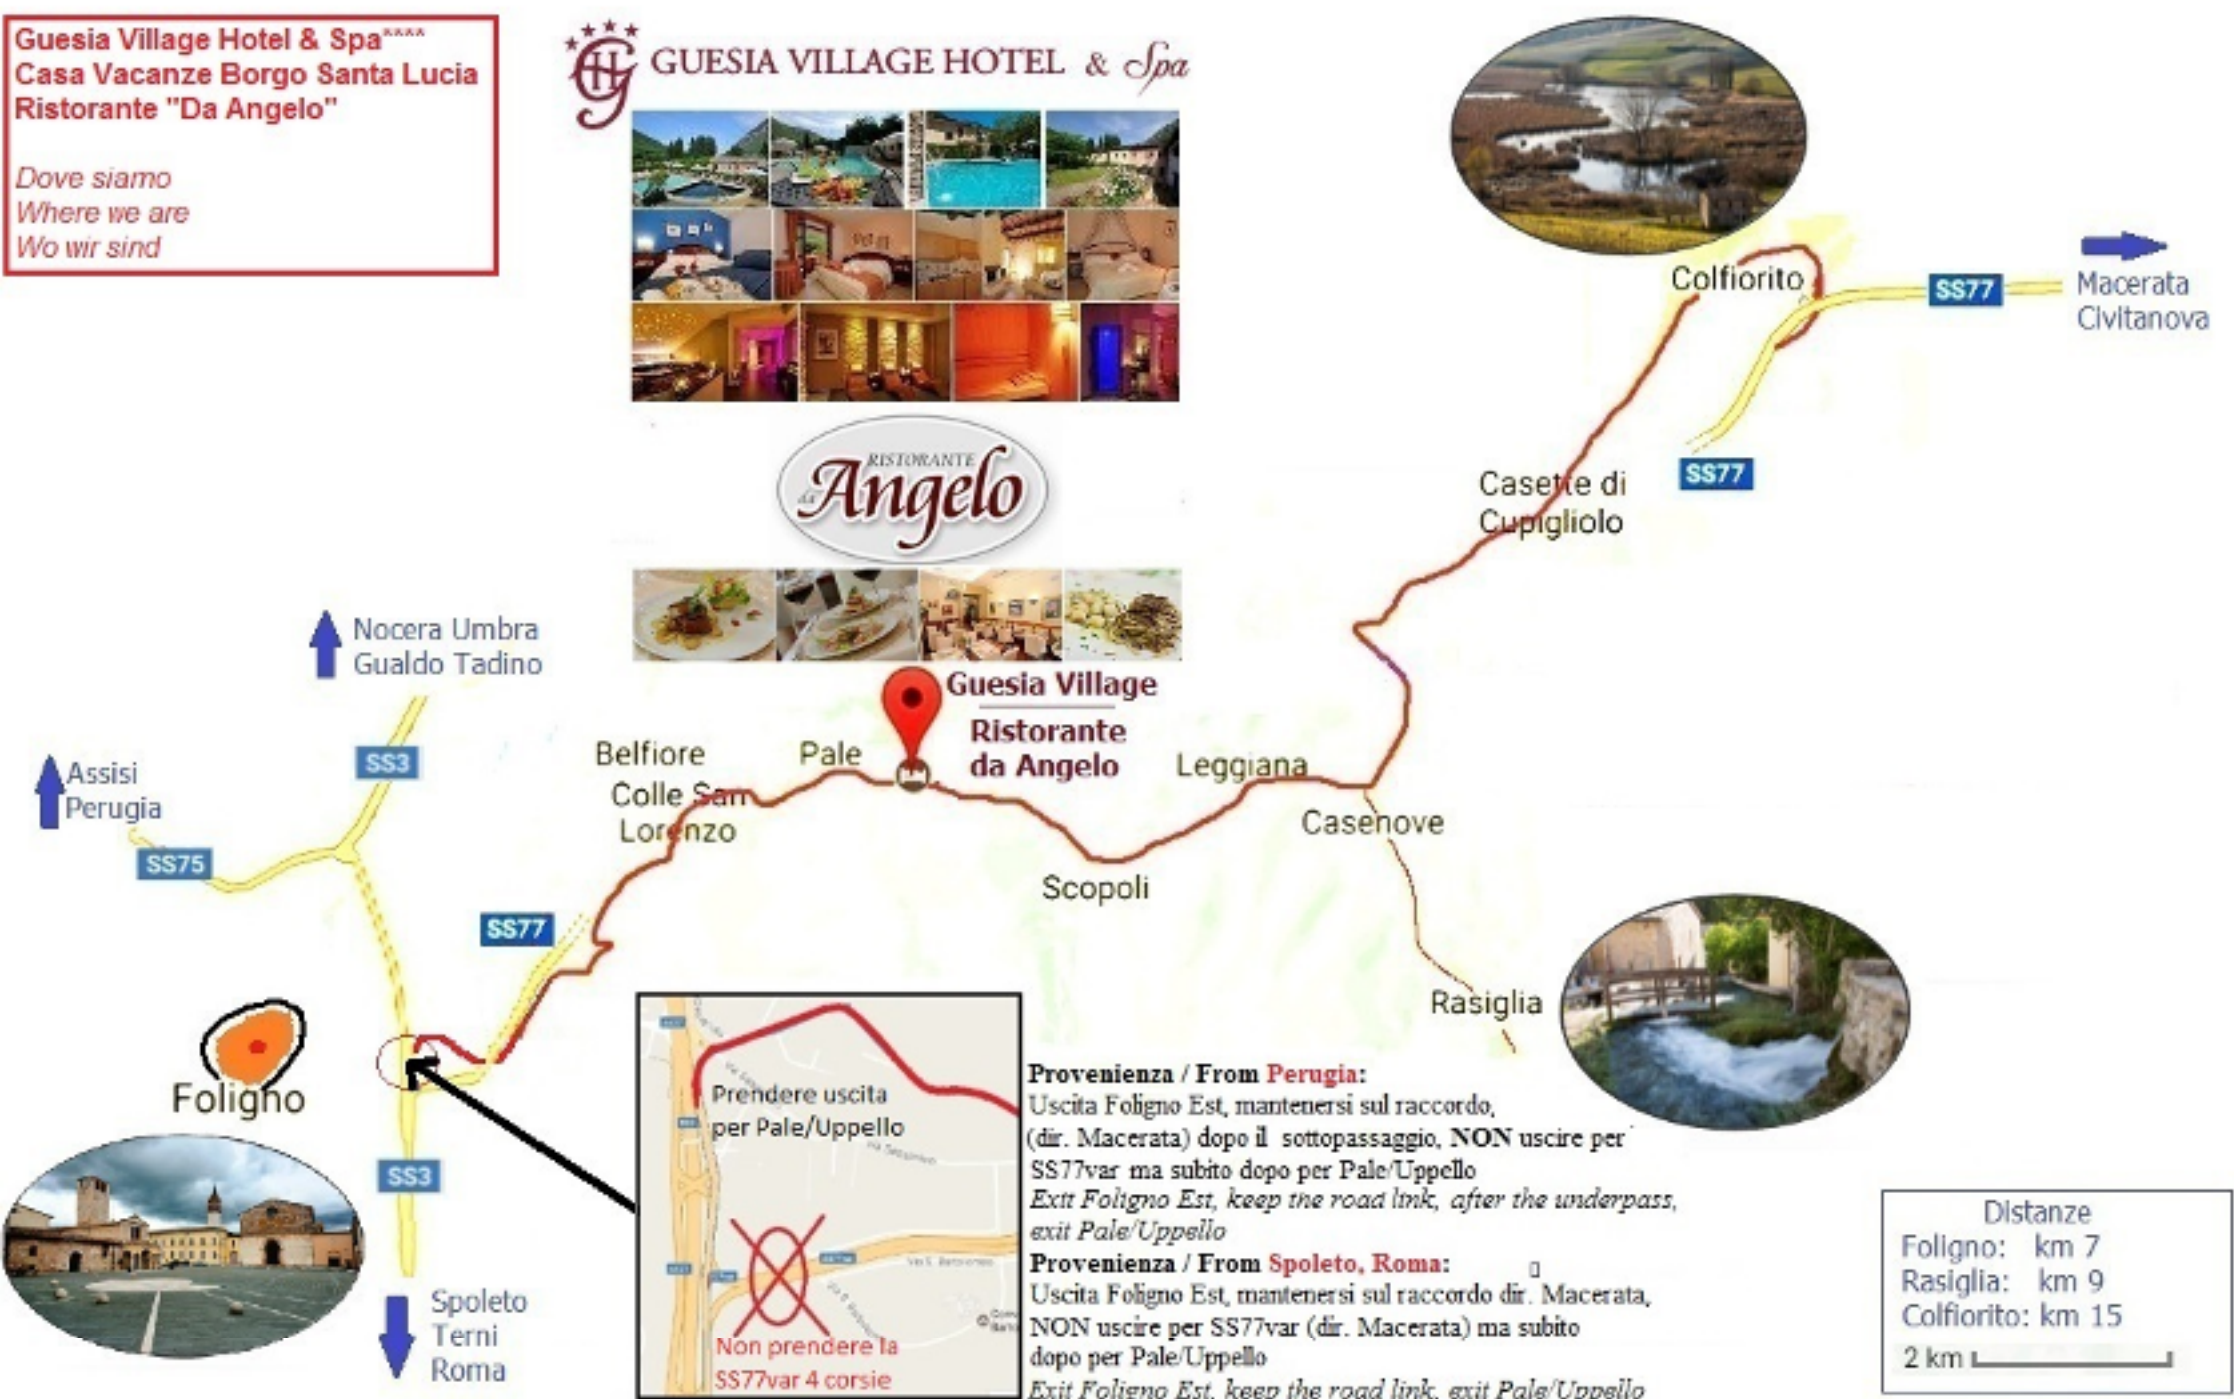 Guesia Village Hotel & Spa****
Casa Vacanze Borgo Santa Lucia
Ristorante "Da Angelo"
Dove siamo
Where we are
Wo wir sind
GUESIA VILLAGE HOTEL & Spa
Colfiorito
SS77
Macerata
Civitanova
SS77
Casette di
Cupigliolo
RISTORANTE
da Angelo
Nocera Umbra
Gualdo Tadino
SS3
Assisi
Perugia
SS75
Guesia Village
Ristorante
da Angelo
Belfiore
Pale
Colle San
Lorenzo
Leggiana
Casenove
Scopoli
SS77
Rasiglia
Foligno
SS3
Spoleto
Terni
Roma
Prendere uscita
per Pale/Uppello
Non prendere la
SS77var 4 corsie
Provenienza / From Perugia:
Uscita Foligno Est, mantenersi sul raccordo,
(dir. Macerata) dopo il sottopassaggio, NON uscire per
SS77var ma subito dopo per Pale/Uppello
Exit Foligno Est, keep the road link, after the underpass,
exit Pale/Uppello
Provenienza / From Spoleto, Roma:
Uscita Foligno Est, mantenersi sul raccordo dir. Macerata,
NON uscire per SS77var (dir. Macerata) ma subito
dopo per Pale/Uppello
Exit Foligno Est, keep the road link, exit Pale/Uppello
Distanze
Foligno: km 7
Rasiglia: km 9
Colfiorito: km 15
2 km